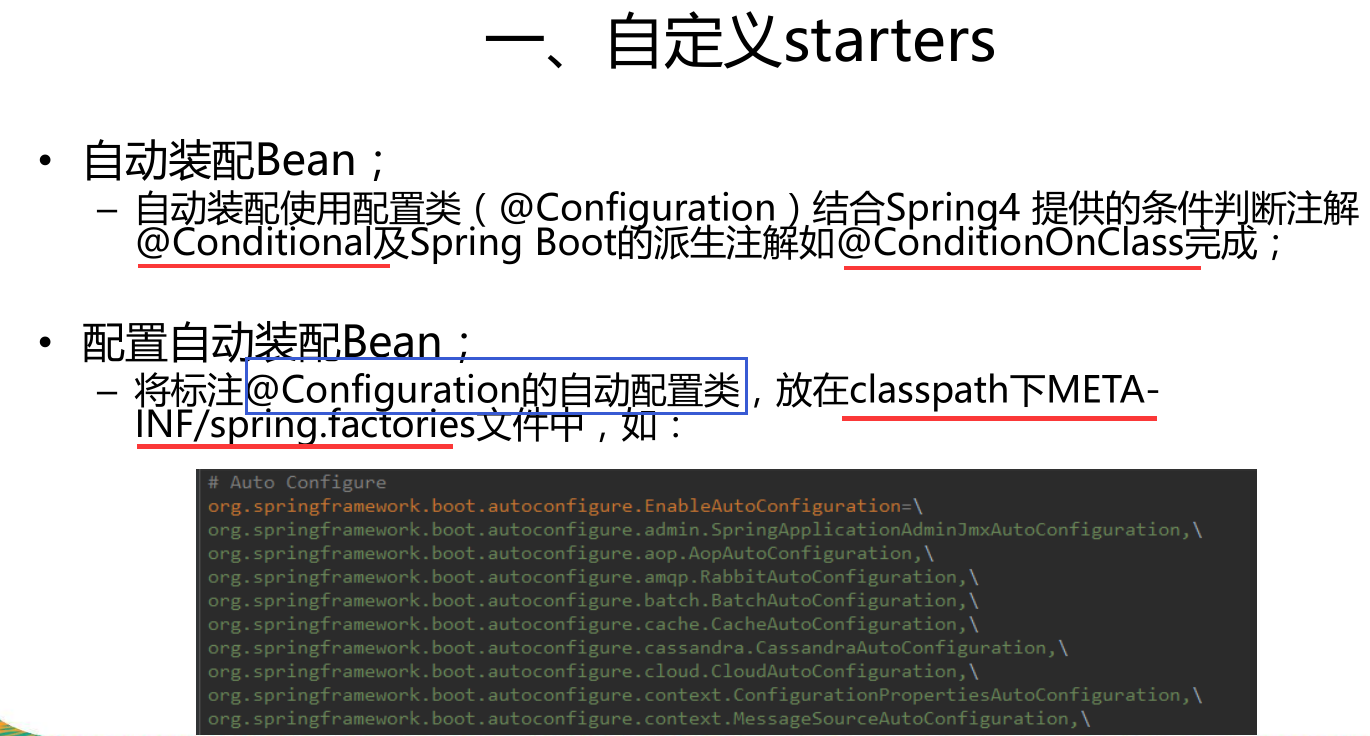 一、自定义starters
• 自动装配Bean；
– 自动装配使用配置类（@Configuration）结合Spring4 提供的条件判断注解
@Conditional及Spring Boot的派生注解如@ConditionOnClass完成；
• 配置自动装配Bean；
– 将标注@Configuration的自动配置类，放在classpath下META-
INF/spring.factories文件中，如：
# Auto Configure
org.springframework.boot.autoconfigure.EnableAutoConfiguration=\
org.springframework.boot.autoconfigure.admin.SpringApplicationAdminJmxAutoConfiguration,\
org.springframework.boot.autoconfigure.aop.AopAutoConfiguration,\
org.springframework.boot.autoconfigure.amqp.RabbitAutoConfiguration,\
org.springframework.boot.autoconfigure.batch.BatchAutoConfiguration,\
org.springframework.boot.autoconfigure.cache.CacheAutoConfiguration,\
org.springframework.boot.autoconfigure.cassandra.CassandraAutoConfiguration,\
org.springframework.boot.autoconfigure.cloud.CloudAutoConfiguration,\
org.springframework.boot.autoconfigure.context.ConfigurationPropertiesAutoConfiguration,\
org.springframework.boot.autoconfigure.context.MessageSourceAutoConfiguration,\